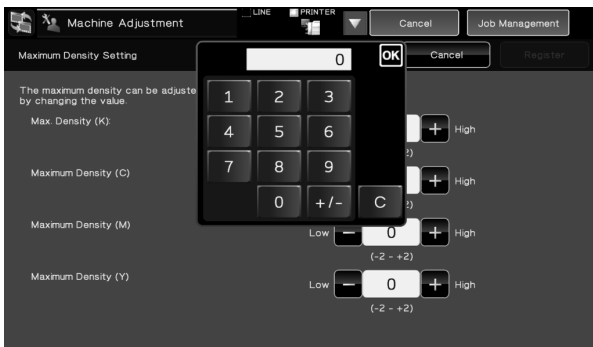 LINE PRINTER
Machine Adjustment
Cancel
Job Management
Maximum Density Setting
0
OK
Cancel
Register
The maximum density can be adjuste
by changing the value.
1 2 3
4 5 6
7 8 9
0 +/- C
Max. Density (K):
+ High
2)
Maximum Density (C)
+ High
2)
Maximum Density (M)
Low − 0 + High
(-2 - +2)
Maximum Density (Y)
Low − 0 + High
(-2 - +2)